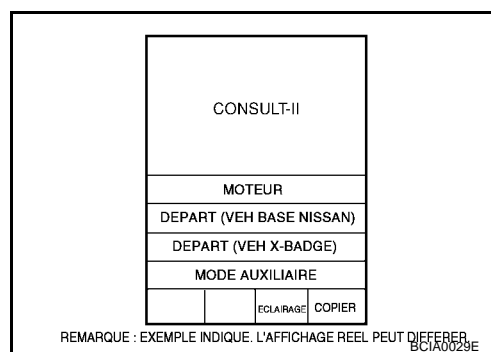 CONSULT-II
MOTEUR
DEPART (VEH BASE NISSAN)
DEPART (VEH X-BADGE)
MODE AUXILIAIRE
ECLAIRAGE COPIER
REMARQUE : EXEMPLE INDIQUE. L'AFFICHAGE REEL PEUT DIFFERER.
BCIA0029E